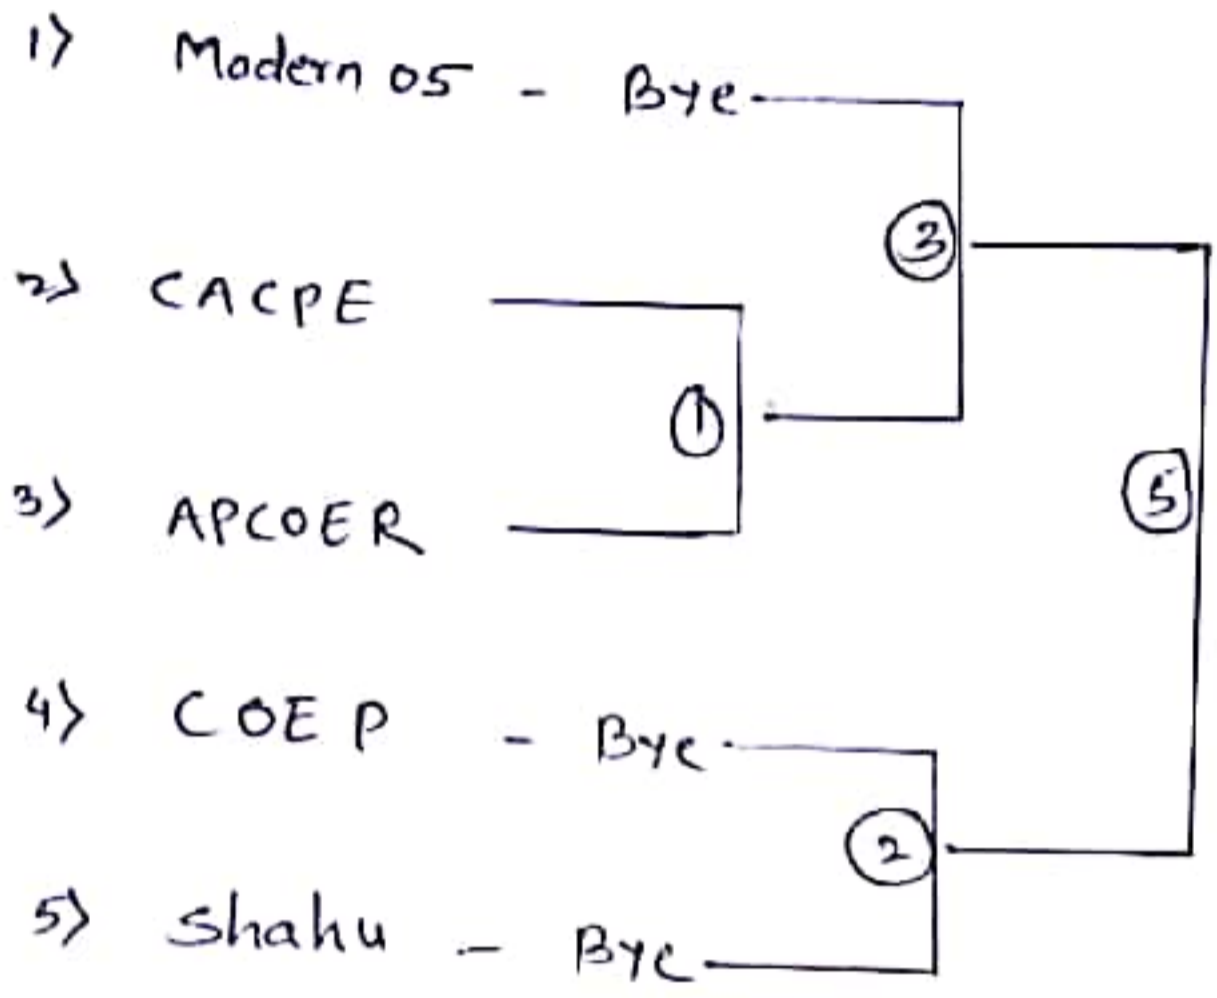 1) Modern 05 - Bye
3
2) CACPE
1
3) APCOER
5
4) COEP - Bye
2
5) Shahu - Bye